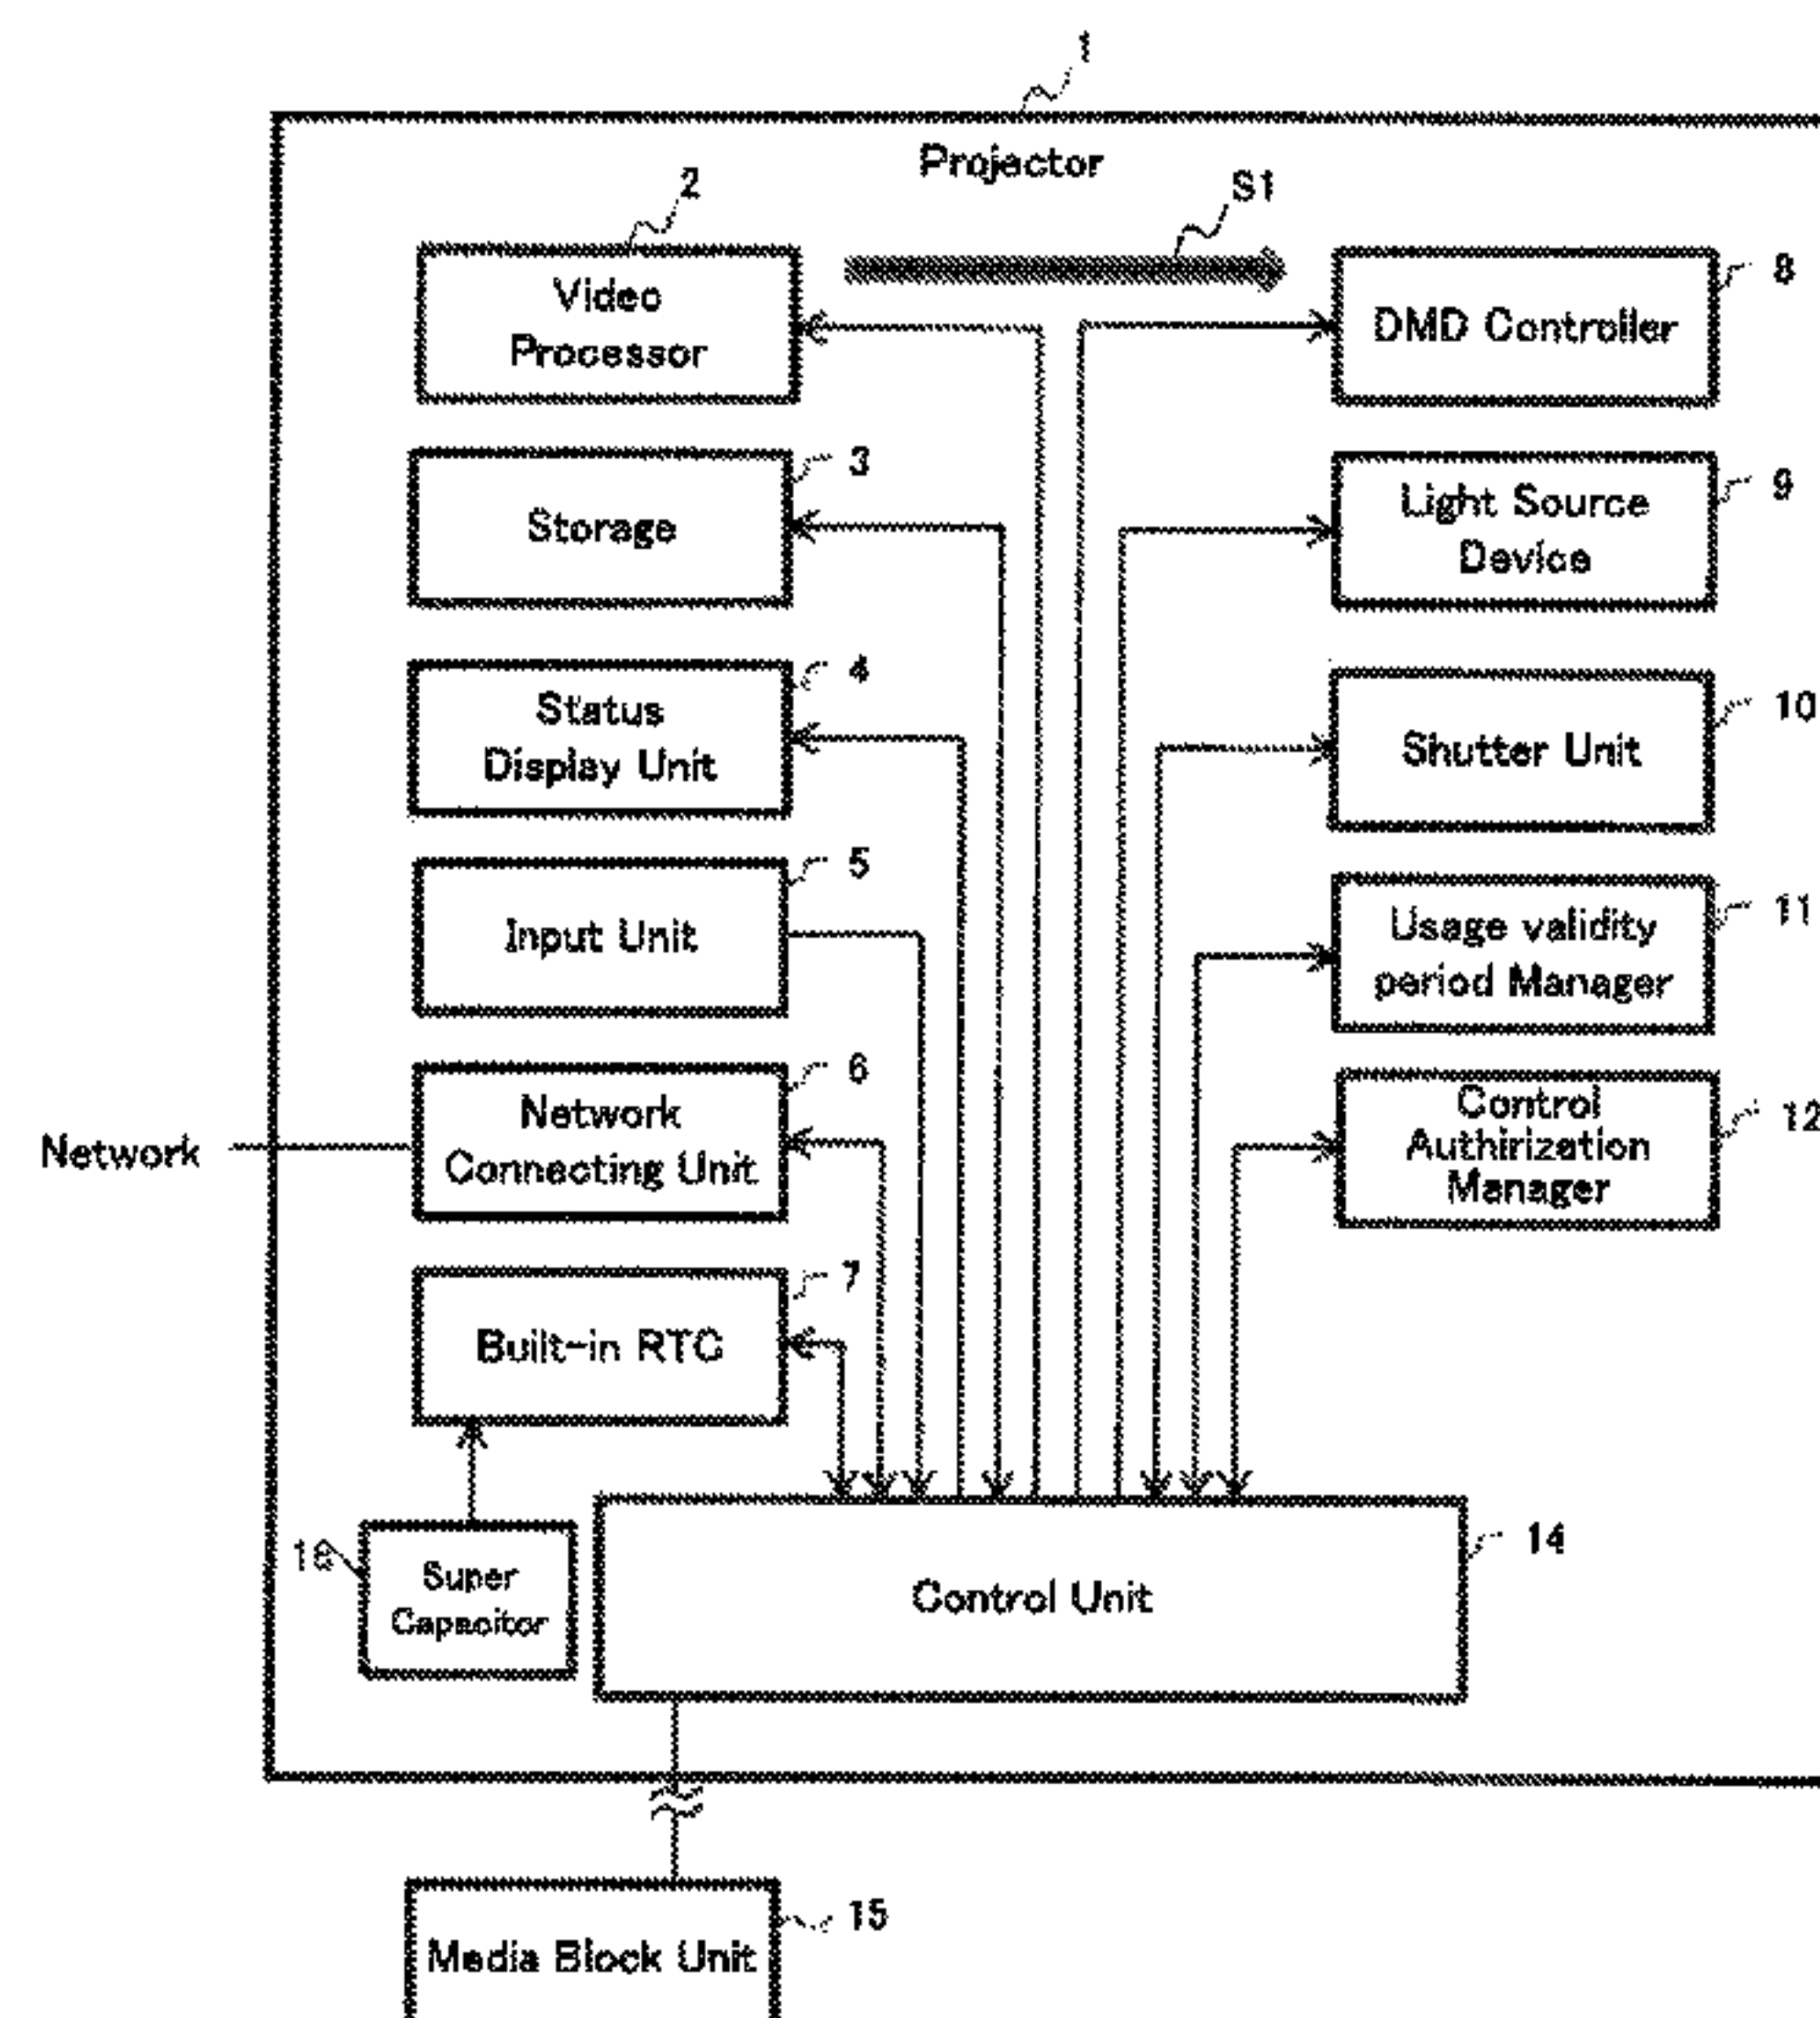 1
Projector
2
S1
Video
Processor
8
DMD Controller
3
Storage
9
Light Source
Device
4
Status
Display Unit
10
Shutter Unit
5
Input Unit
11
Usage validity
period Manager
6
Network
Network
Connecting Unit
12
Control
Authirization
Manager
7
Built-in RTC
Super
Capacitor
14
Control Unit
15
Media Block Unit